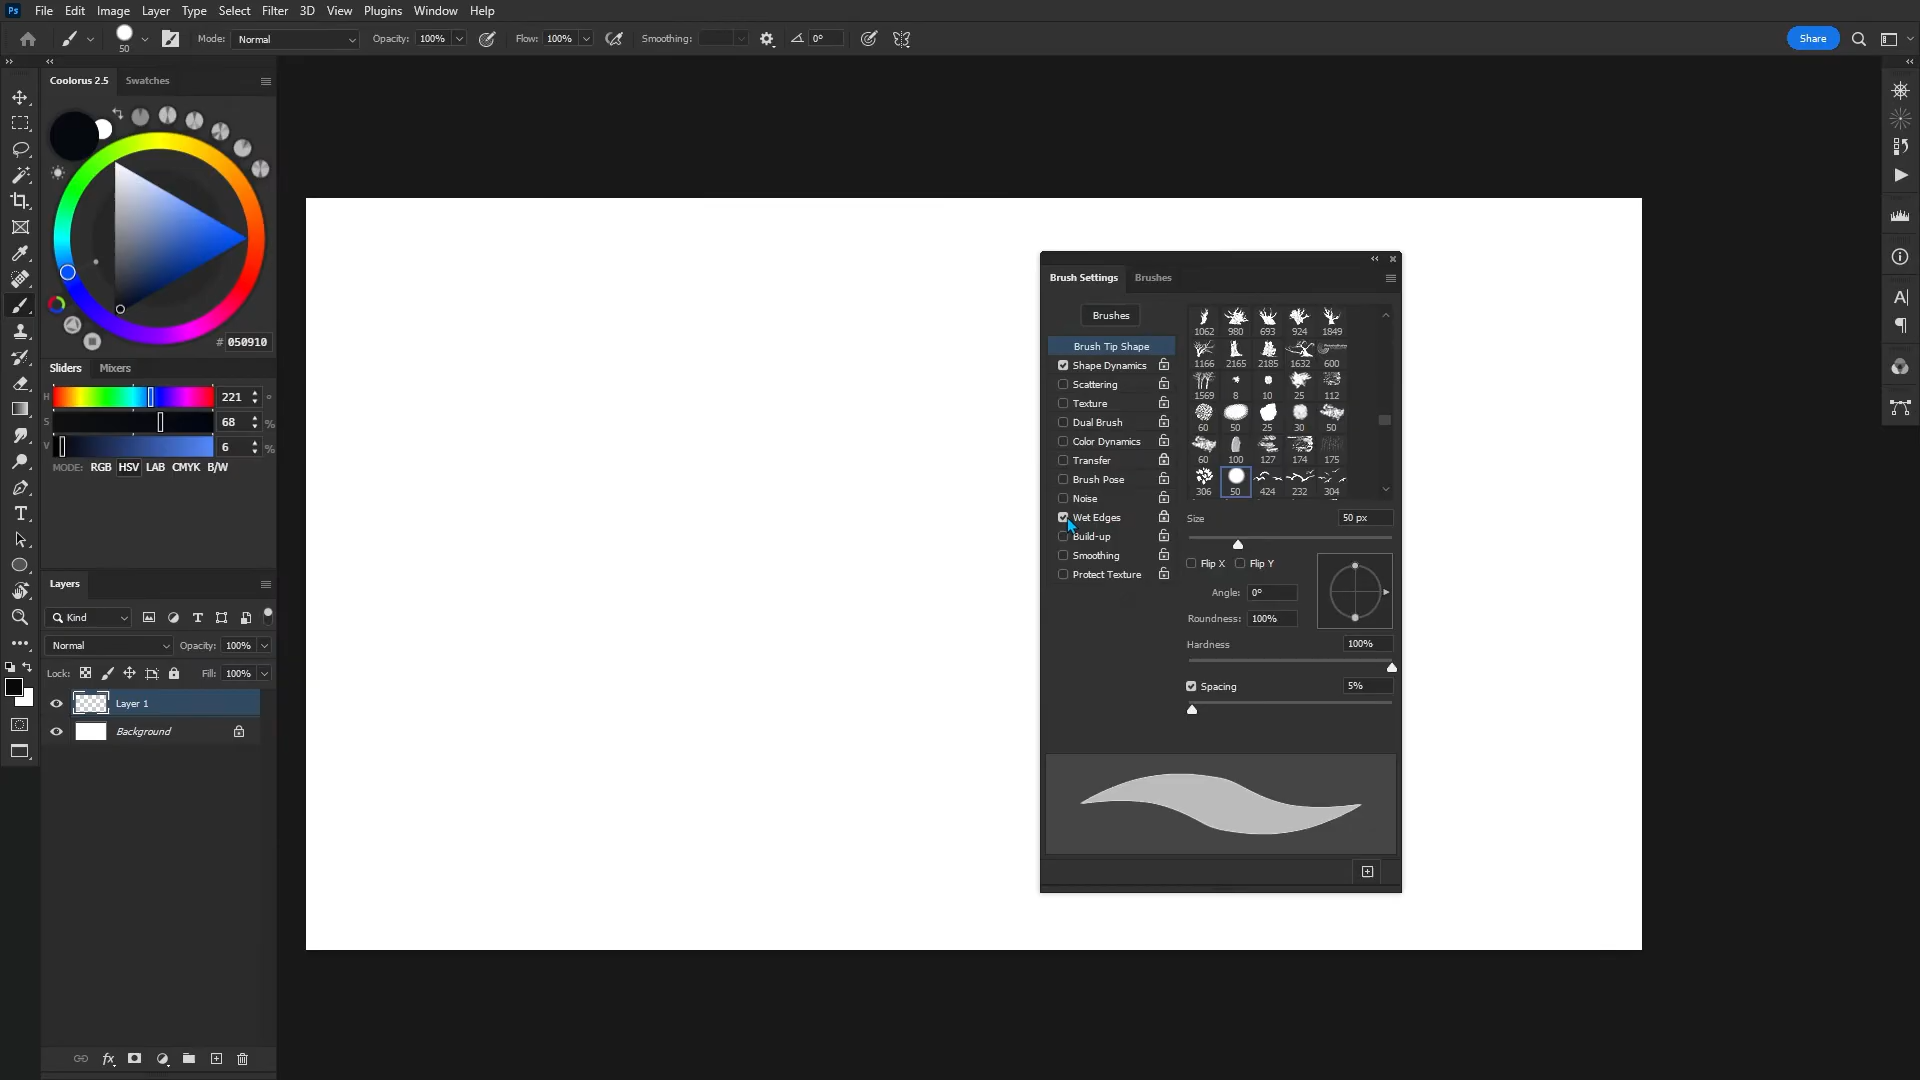 Ps File Edit Image Layer Type Select Filter 3D View Plugins Window Help
50 Mode: Normal Opacity: 100% Flow: 100% Smoothing: 0° Share
Coolorus 2.5 Swatches
# 050910
Sliders Mixers
H 221 °
S 68 %
V 6 %
MODE: RGB HSV LAB CMYK B/W
Layers
Kind
Normal Opacity: 100%
Lock: Fill: 100%
Layer 1
Background
fx
Brush Settings Brushes
Brushes
Brush Tip Shape
Shape Dynamics
Scattering
Texture
Dual Brush
Color Dynamics
Transfer
Brush Pose
Noise
Wet Edges
Build-up
Smoothing
Protect Texture
1062 980 693 924 1849
1166 2165 2185 1632 600
1569 8 10 25 112
60 50 25 30 50
60 100 127 174 175
306 50 424 232 304
Size 50 px
Flip X Flip Y
Angle: 0°
Roundness: 100%
Hardness 100%
Spacing 5%